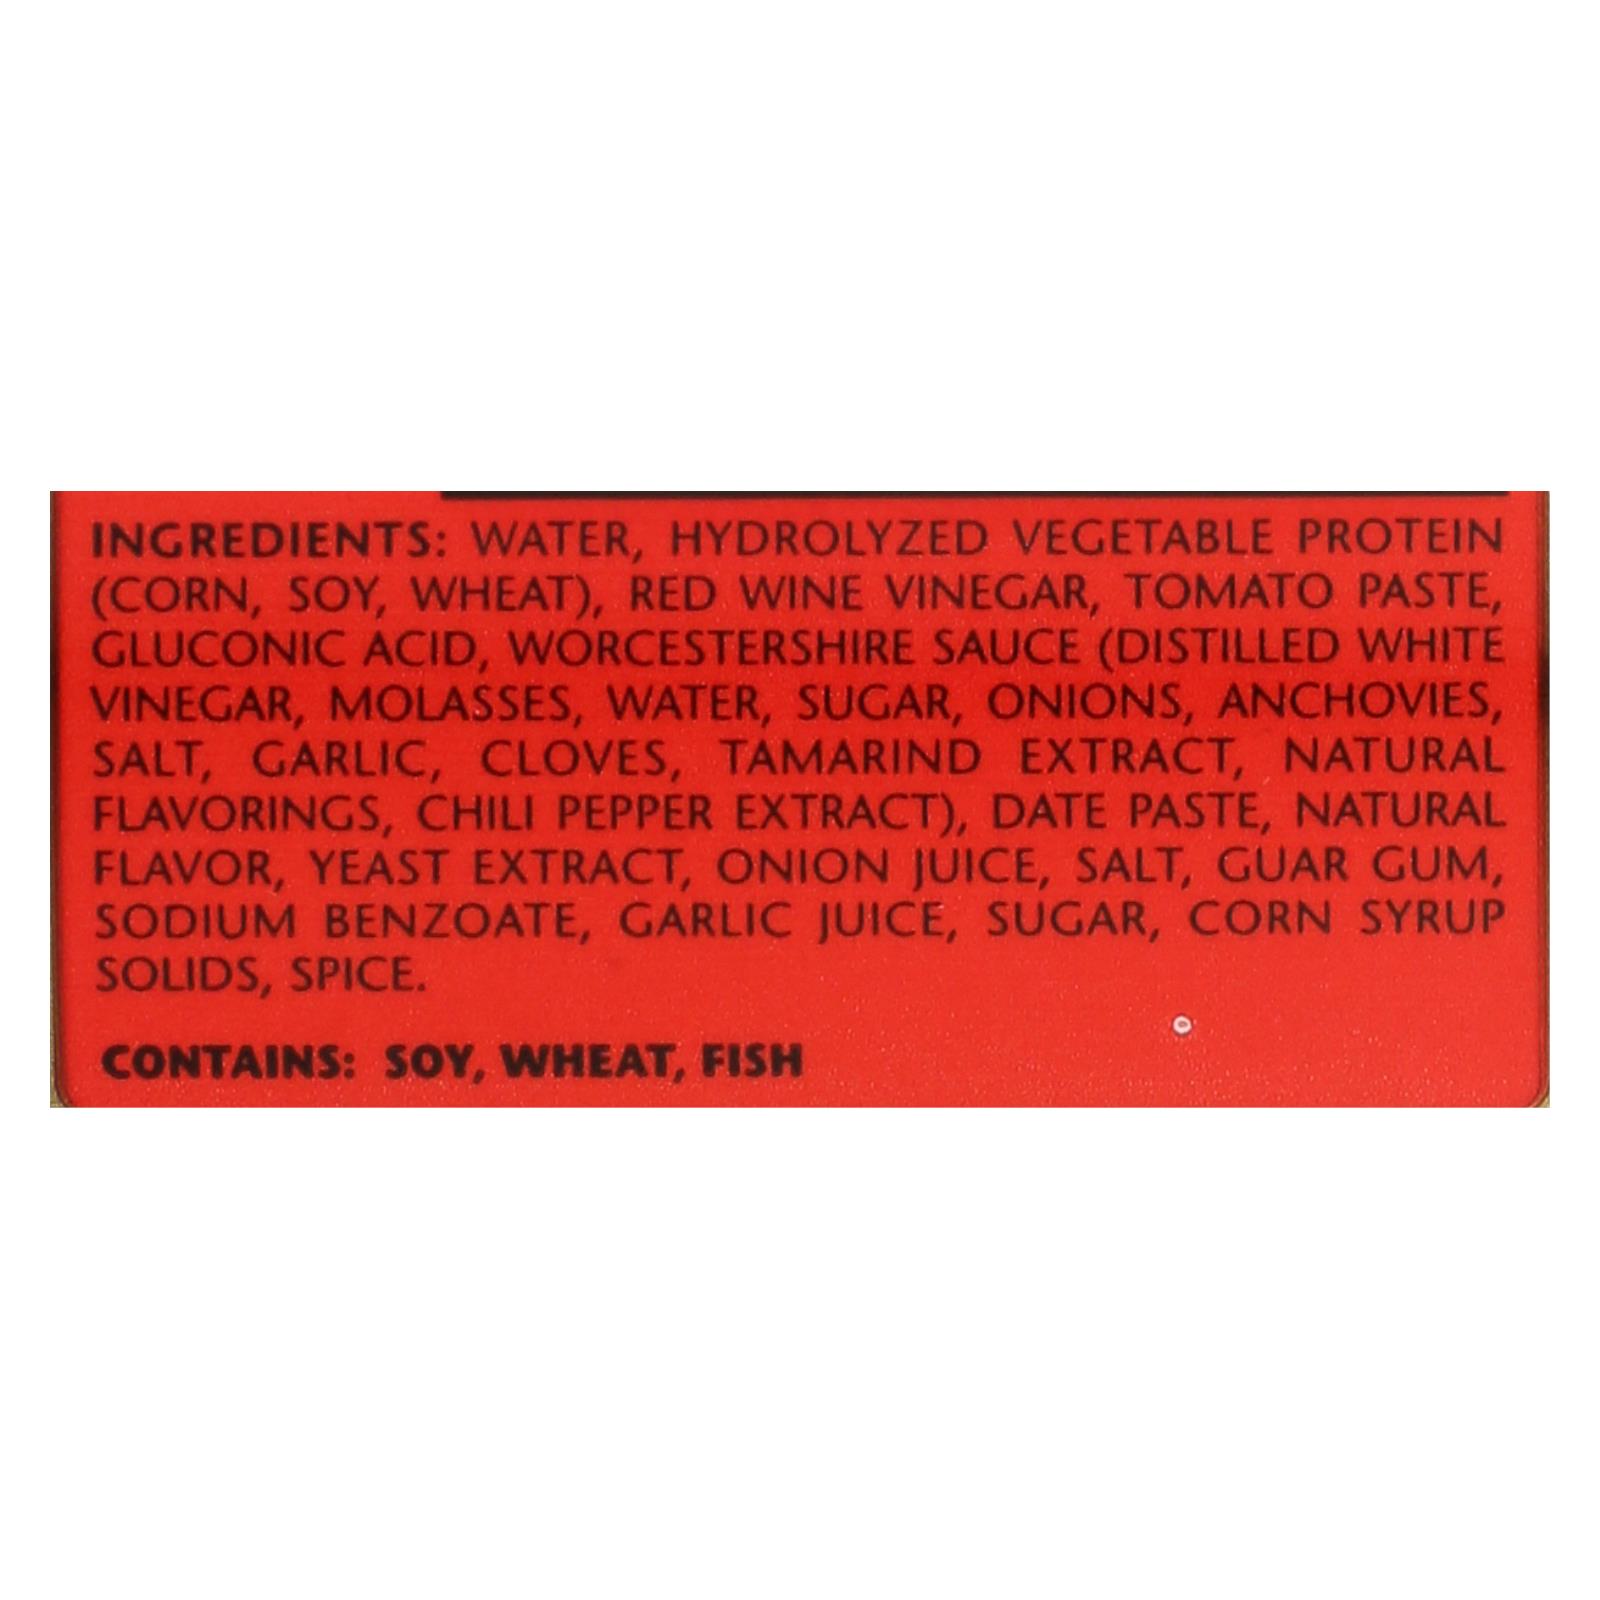 INGREDIENTS: WATER, HYDROLYZED VEGETABLE PROTEIN
(CORN, SOY, WHEAT), RED WINE VINEGAR, TOMATO PASTE,
GLUCONIC ACID, WORCESTERSHIRE SAUCE (DISTILLED WHITE
VINEGAR, MOLASSES, WATER, SUGAR, ONIONS, ANCHOVIES,
SALT, GARLIC, CLOVES, TAMARIND EXTRACT, NATURAL
FLAVORINGS, CHILI PEPPER EXTRACT), DATE PASTE, NATURAL
FLAVOR, YEAST EXTRACT, ONION JUICE, SALT, GUAR GUM,
SODIUM BENZOATE, GARLIC JUICE, SUGAR, CORN SYRUP
SOLIDS, SPICE.
CONTAINS: SOY, WHEAT, FISH